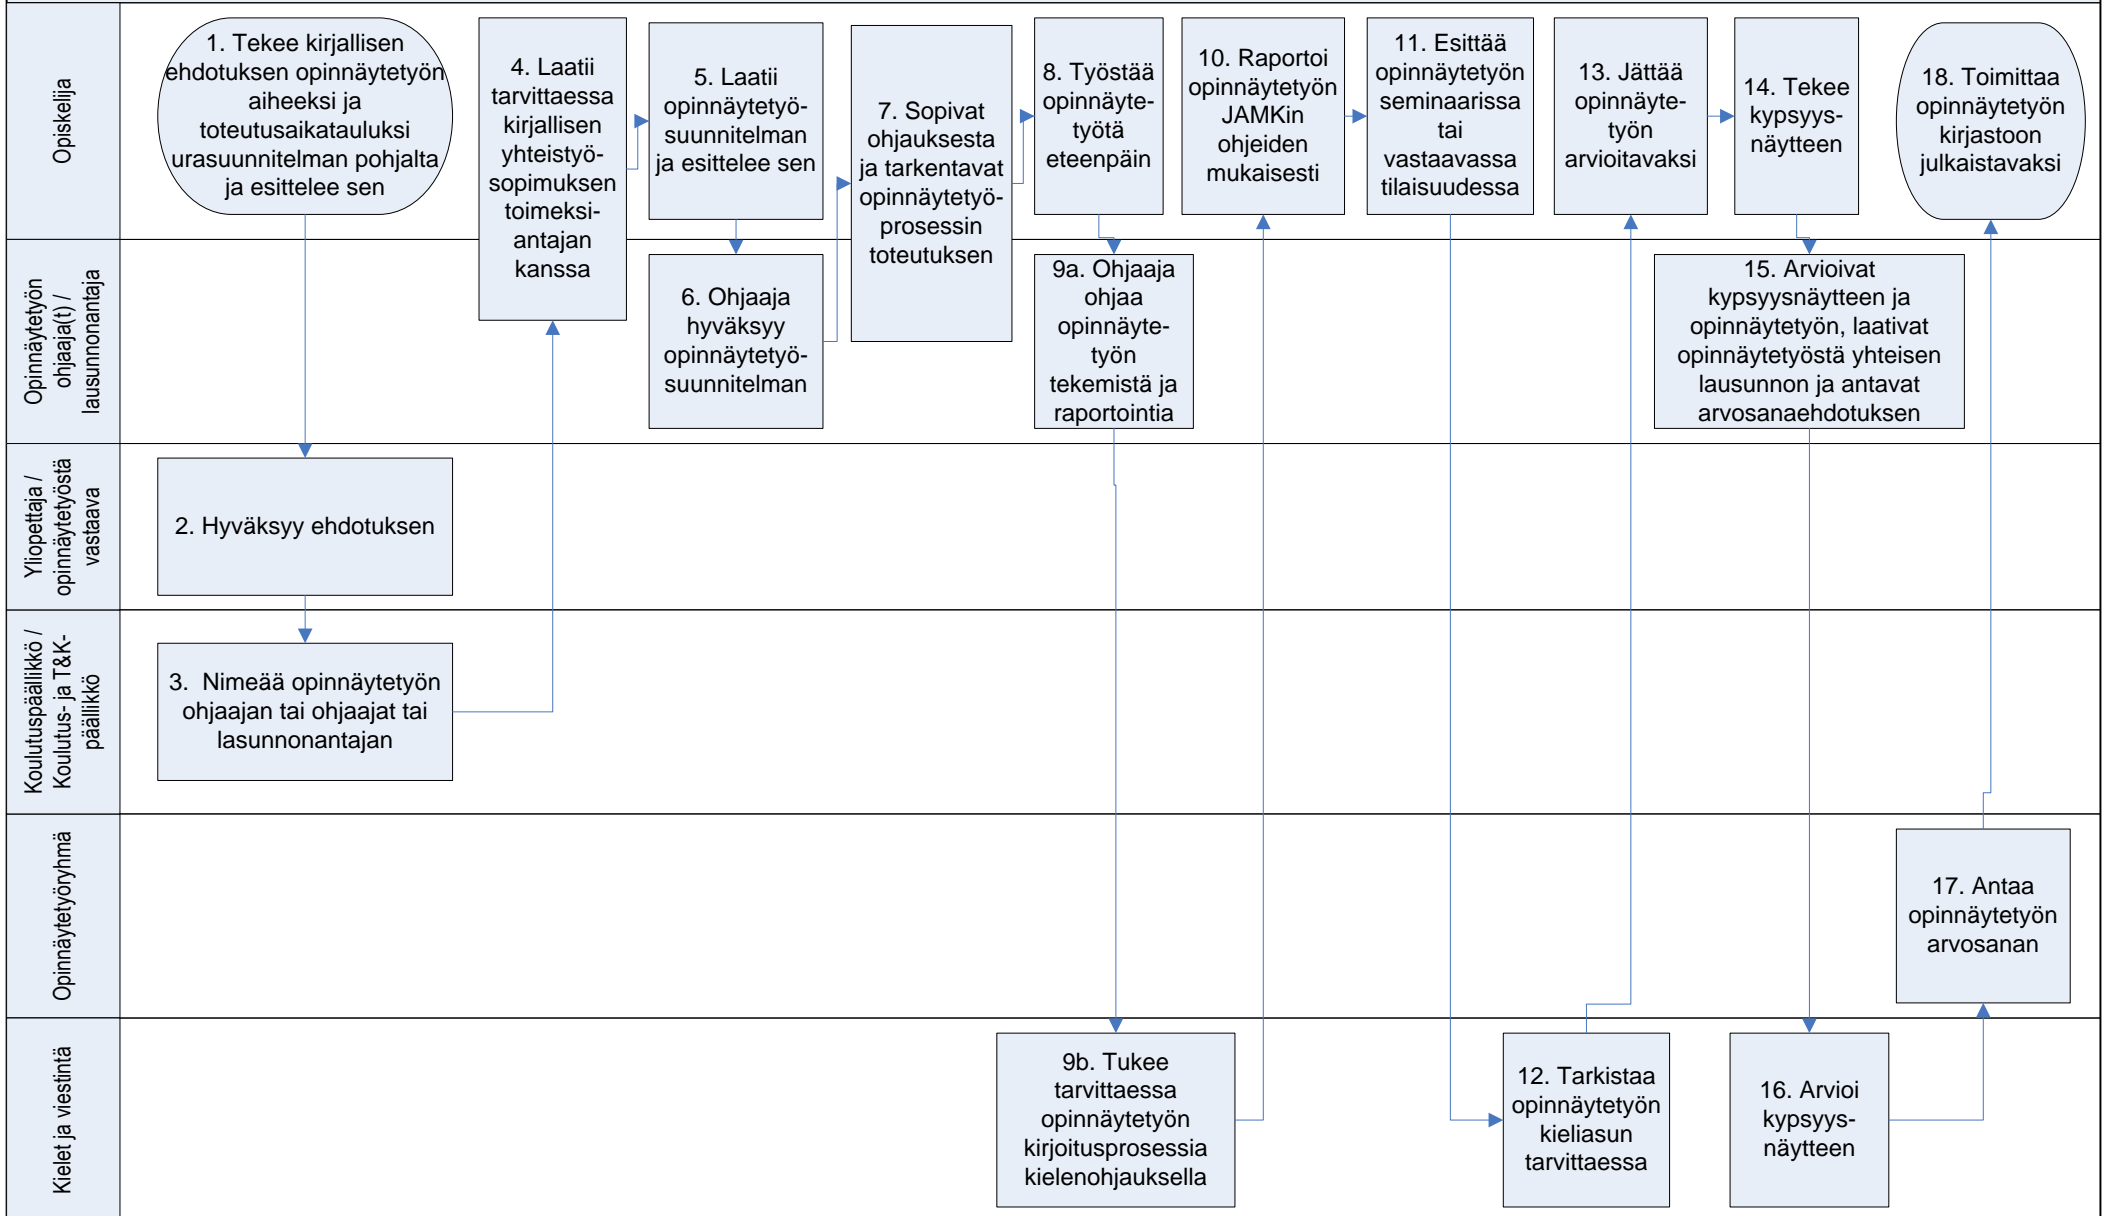 Opiskelija
1. Tekee kirjallisen
ehdotuksen opinnäytetyön
aiheeksi ja
toteutusaikatauluksi
urasuunnitelman pohjalta
ja esittelee sen
4. Laatii
tarvittaessa
kirjallisen
yhteistyö-
sopimuksen
toimeksi-
antajan
kanssa
5. Laatii
opinnäytetyö-
suunnitelman
ja esittelee sen
7. Sopivat
ohjauksesta
ja tarkentavat
opinnäytetyö-
prosessin
toteutuksen
8. Työstää
opinnäyte-
työtä
eteenpäin
10. Raportoi
opinnäytetyön
JAMKin
ohjeiden
mukaisesti
11. Esittää
opinnäytetyön
seminaarissa
tai
vastaavassa
tilaisuudessa
13. Jättää
opinnäyte-
työn
arvioitavaksi
14. Tekee
kypsyys-
näytteen
18. Toimittaa
opinnäytetyön
kirjastoon
julkaistavaksi
Opinnäytetyön
ohjaaja(t) /
lausunnonantaja
6. Ohjaaja
hyväksyy
opinnäytetyö-
suunnitelman
9a. Ohjaaja
ohjaa
opinnäyte-
työn
tekemistä ja
raportointia
15. Arvioivat
kypsyysnäytteen ja
opinnäytetyön, laativat
opinnäytetyöstä yhteisen
lausunnon ja antavat
arvosanaehdotuksen
Yliopettaja /
opinnäytetyöstä
vastaava
2. Hyväksyy ehdotuksen
Koulutuspäällikkö /
Koulutus- ja T&K-
päällikkö
3. Nimeää opinnäytetyön
ohjaajan tai ohjaajat tai
lasunnonantajan
Opinnäytetyöryhmä
17. Antaa
opinnäytetyön
arvosanan
Kielet ja viestintä
9b. Tukee
tarvittaessa
opinnäytetyön
kirjoitusprosessia
kielenohjauksella
12. Tarkistaa
opinnäytetyön
kieliasun
tarvittaessa
16. Arvioi
kypsyys-
näytteen